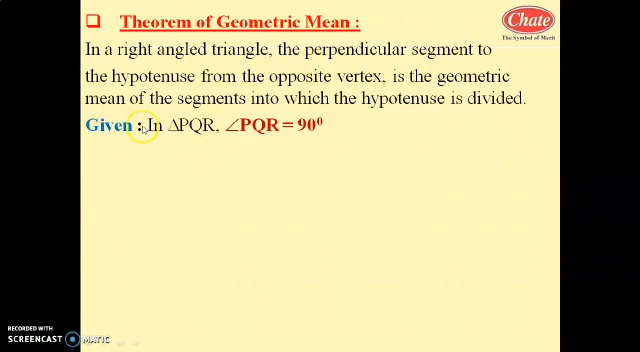 ❑ Theorem of Geometric Mean :
Chate
The Symbol of Merit
In a right angled triangle, the perpendicular segment to
the hypotenuse from the opposite vertex, is the geometric
mean of the segments into which the hypotenuse is divided.
Given : In ΔPQR, ∠PQR = 90⁰
RECORDED WITH
SCREENCAST MATIC